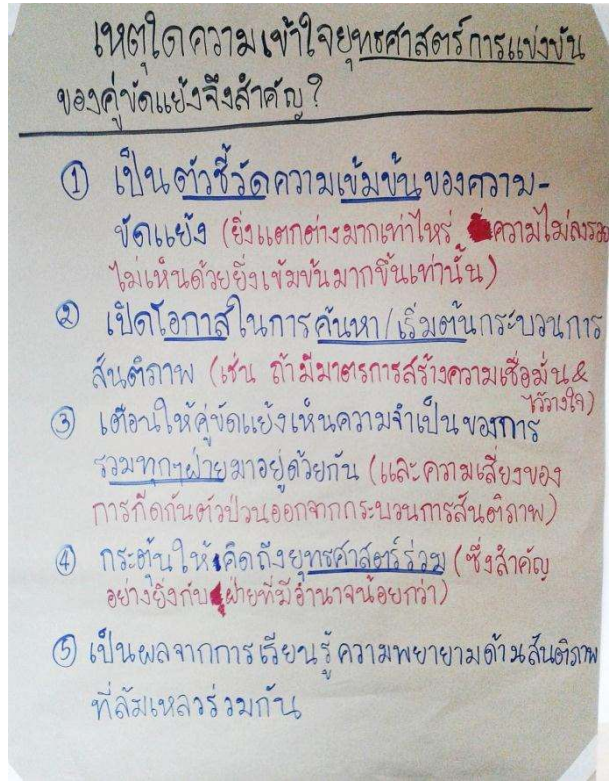 เหตุใดความเข้าใจยุทธศาสตร์การแข่งขัน
ของคู่ขัดแย้งจึงสำคัญ?
① เป็นตัวชี้วัดความเข้มข้นของความ-
ขัดแย้ง (ยิ่งแตกต่างมากเท่าไหร่ ความไม่ลงรอย
ไม่เห็นด้วยยิ่งเข้มข้นมากขึ้นเท่านั้น)
② เปิดโอกาสในการค้นหา/เริ่มต้นกระบวนการ
สันติภาพ (เช่น ถ้ามีมาตรการสร้างความเชื่อมั่น &
ไว้วางใจ)
③ เตือนให้คู่ขัดแย้งเห็นความจำเป็นของการ
รวมทุกๆฝ่ายมาอยู่ด้วยกัน (และความเสี่ยงของ
การกีดกันตัวป่วนออกจากกระบวนการสันติภาพ)
④ กระตุ้นให้คิดถึงยุทธศาสตร์ร่วม (ซึ่งสำคัญ
อย่างยิ่งกับฝ่ายที่มีอำนาจน้อยกว่า)
⑤ เป็นผลจากการเรียนรู้ความพยายามด้านสันติภาพ
ที่ล้มเหลวร่วมกัน